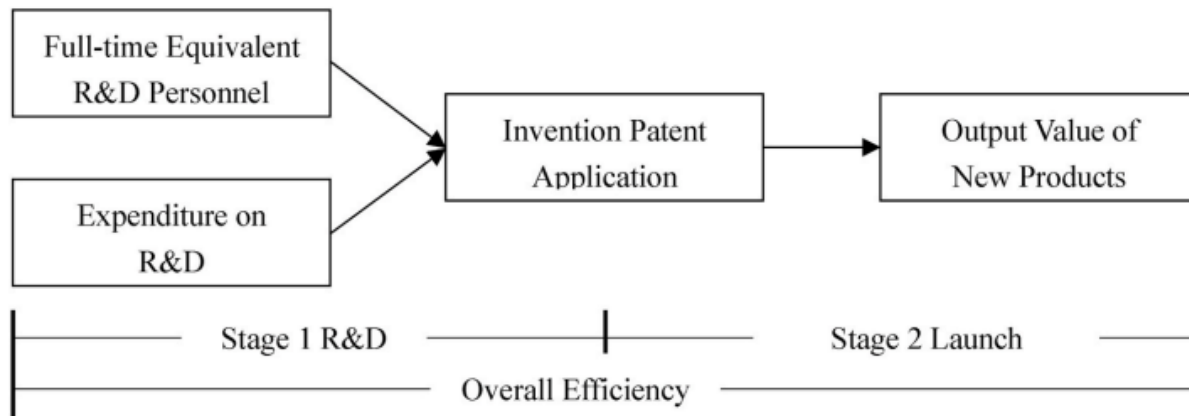 Full-time Equivalent
R&D Personnel
Expenditure on
R&D
Invention Patent
Application
Output Value of
New Products
Stage 1 R&D
Stage 2 Launch
Overall Efficiency